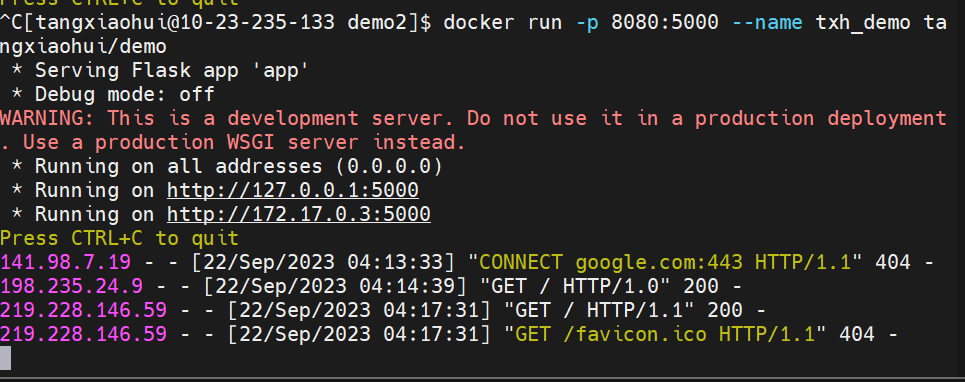 Press CTRL+C to quit
^C[tangxiaohui@10-23-235-133 demo2]$ docker run -p 8080:5000 --name txh_demo ta
ngxiaohui/demo
 * Serving Flask app 'app'
 * Debug mode: off
WARNING: This is a development server. Do not use it in a production deployment
. Use a production WSGI server instead.
 * Running on all addresses (0.0.0.0)
 * Running on http://127.0.0.1:5000
 * Running on http://172.17.0.3:5000
Press CTRL+C to quit
141.98.7.19 - - [22/Sep/2023 04:13:33] "CONNECT google.com:443 HTTP/1.1" 404 -
198.235.24.9 - - [22/Sep/2023 04:14:39] "GET / HTTP/1.0" 200 -
219.228.146.59 - - [22/Sep/2023 04:17:31] "GET / HTTP/1.1" 200 -
219.228.146.59 - - [22/Sep/2023 04:17:31] "GET /favicon.ico HTTP/1.1" 404 -